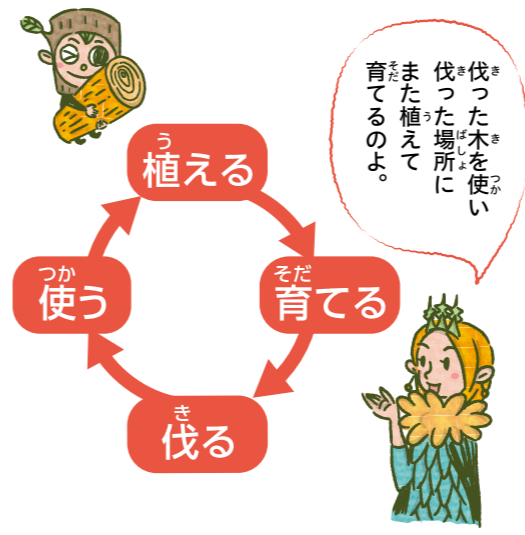 伐った木を使い
伐った場所に
また植えて
育てるのよ。
植える
育てる
伐る
使う